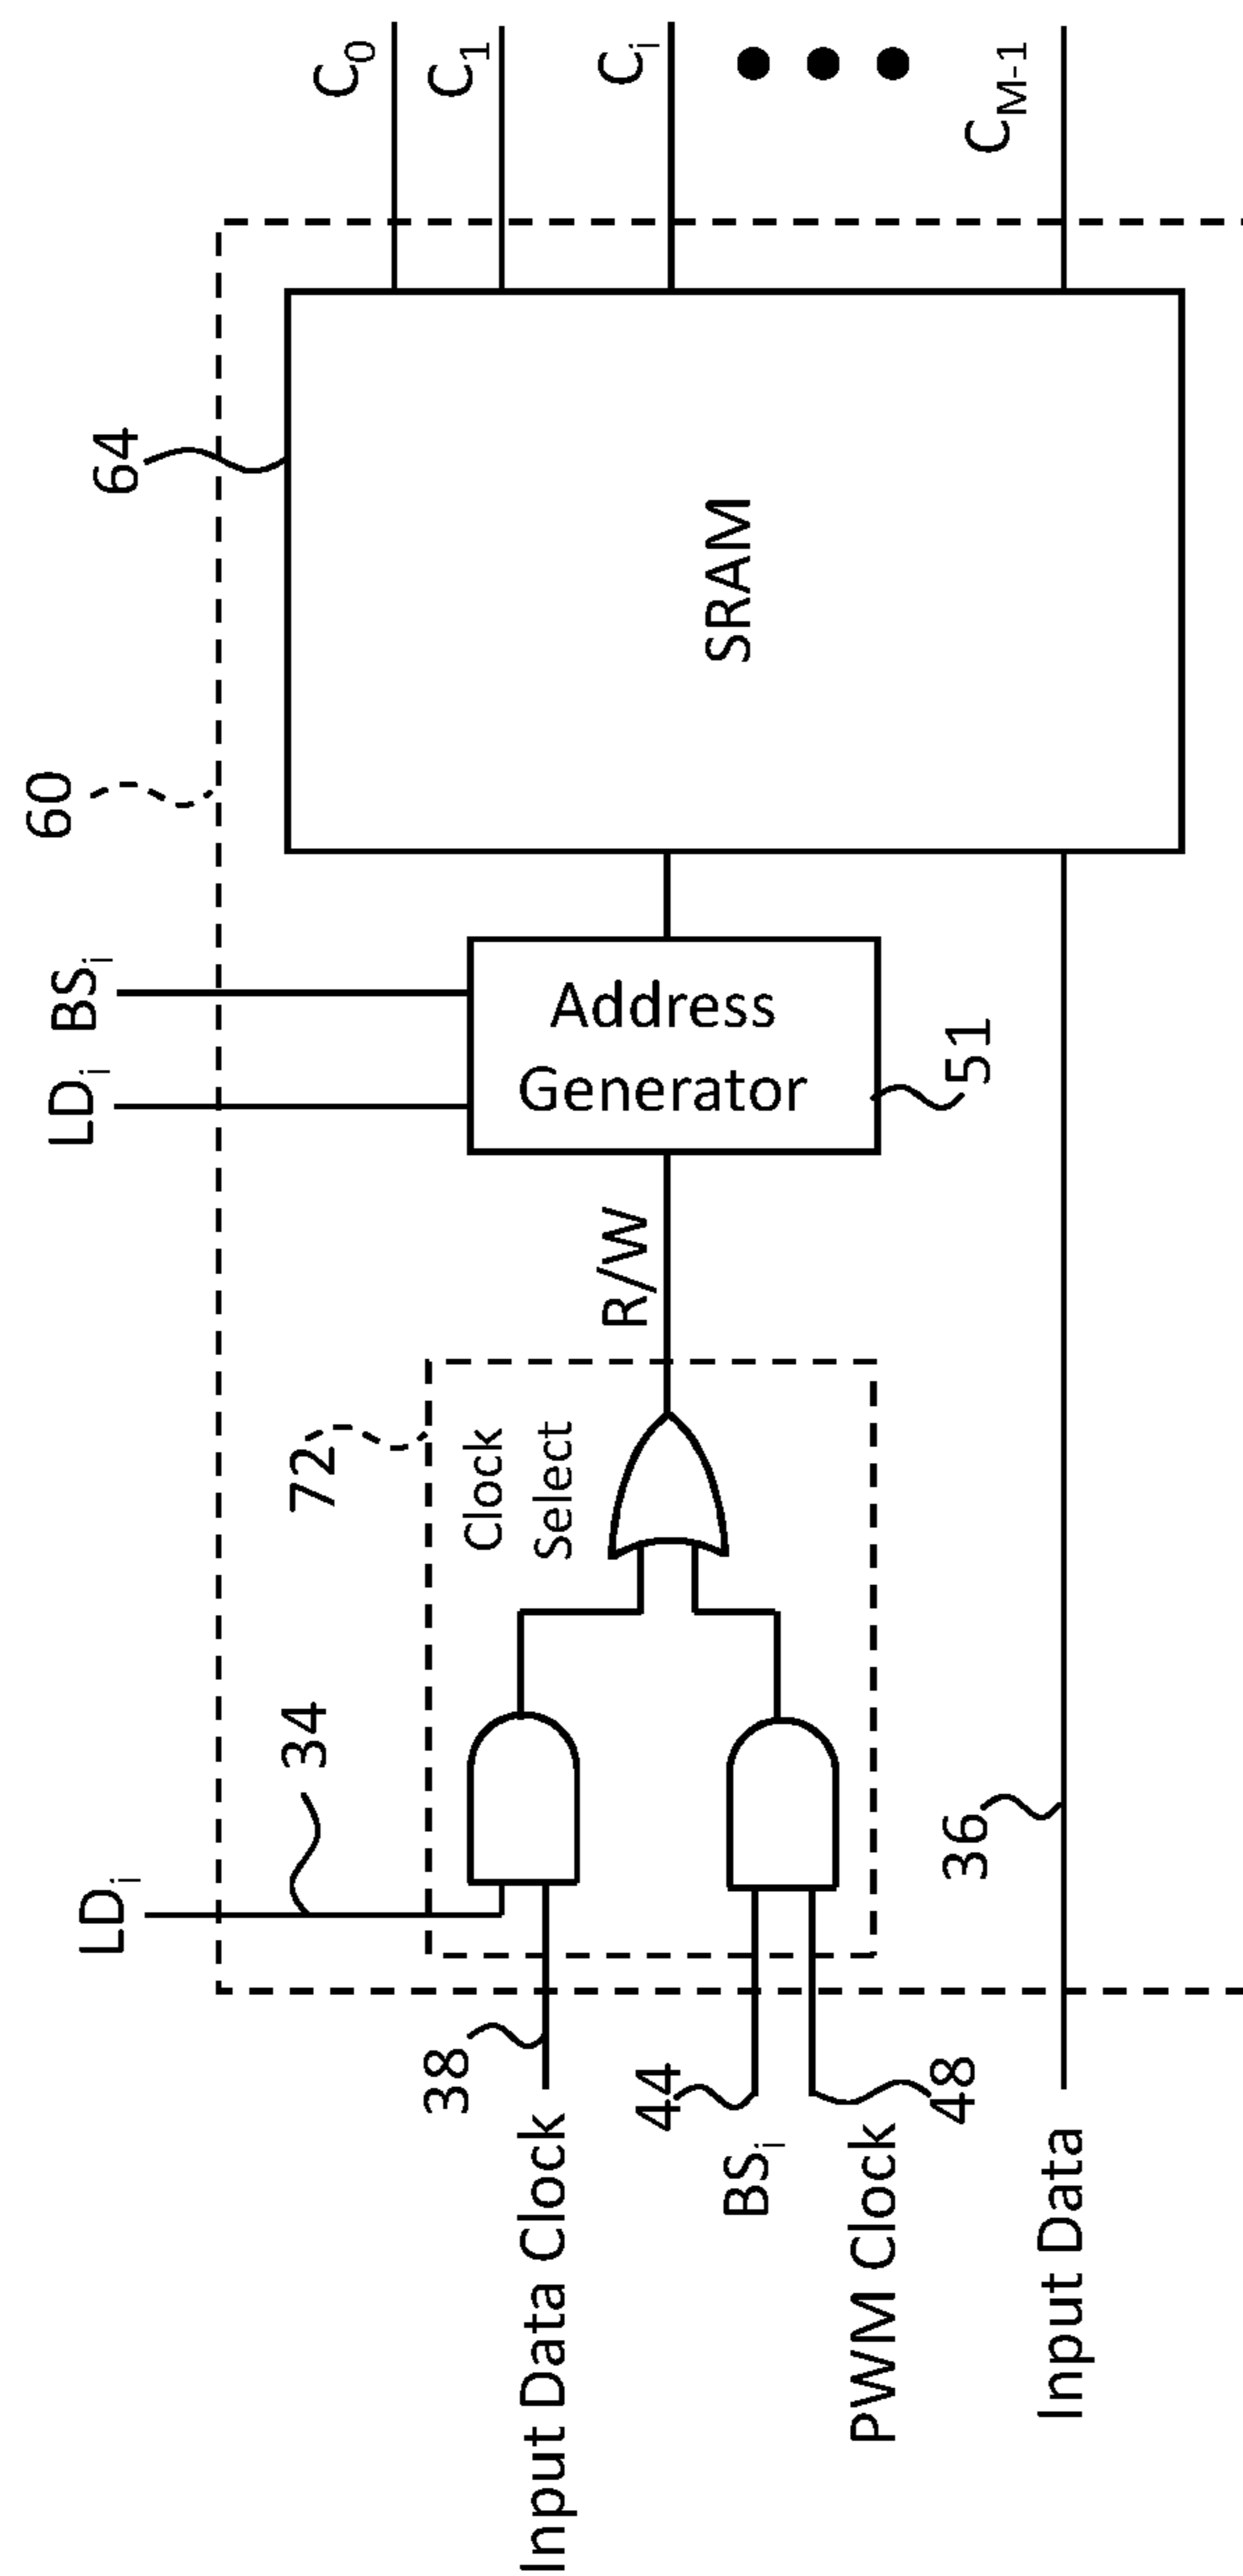 C0
C1
Ci
CM-1
64
SRAM
60
BSi
LDi
Address
Generator
51
R/W
72
Clock
Select
34
LDi
36
38
44
48
Input Data Clock
BSi
PWM Clock
Input Data